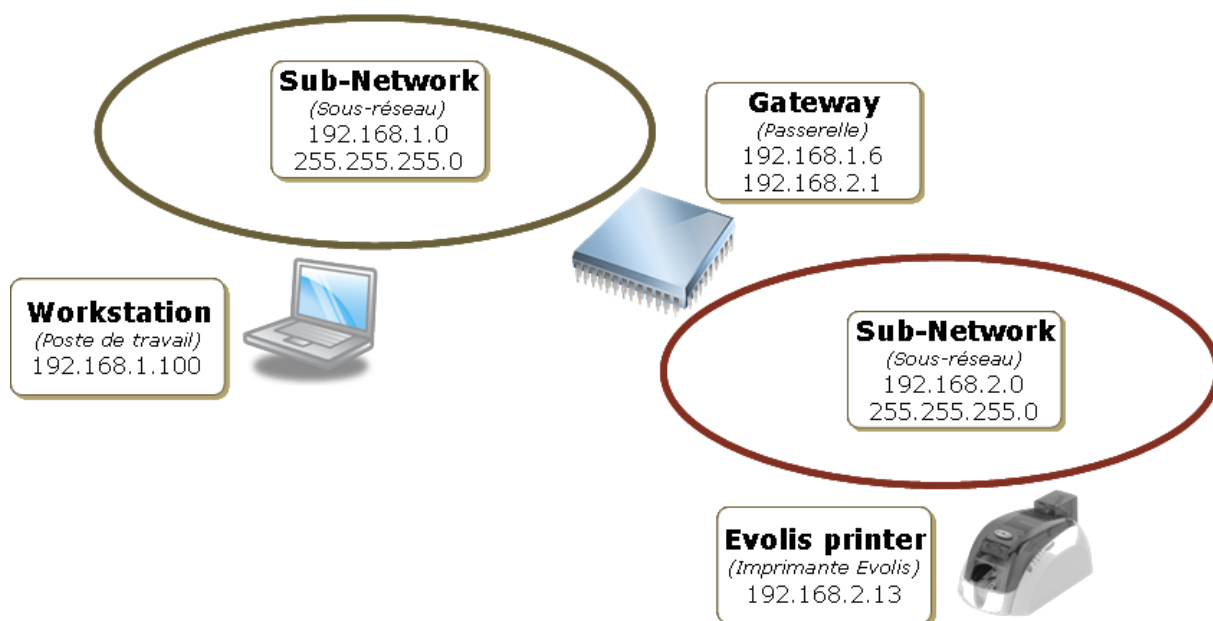 Sub-Network
(Sous-réseau)
192.168.1.0
255.255.255.0
Gateway
(Passerelle)
192.168.1.6
192.168.2.1
Workstation
(Poste de travail)
192.168.1.100
Sub-Network
(Sous-réseau)
192.168.2.0
255.255.255.0
Evolis printer
(Imprimante Evolis)
192.168.2.13